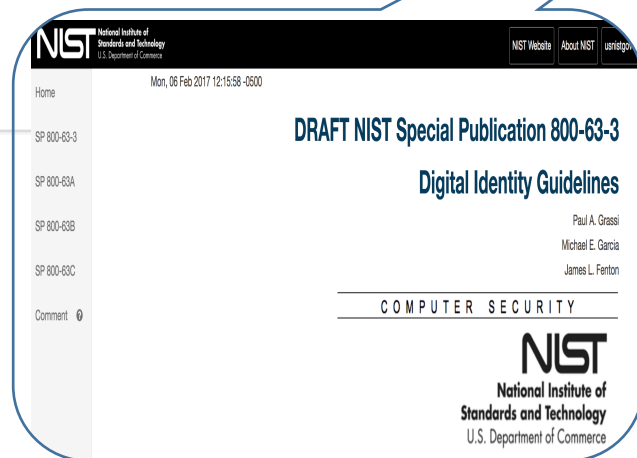 NIST
National Institute of
Standards and Technology
U.S. Department of Commerce
NIST Website
About NIST
usnistgov
Home
SP 800-63-3
SP 800-63A
SP 800-63B
SP 800-63C
Comment
Mon, 06 Feb 2017 12:15:58 -0500
DRAFT NIST Special Publication 800-63-3
Digital Identity Guidelines
Paul A. Grassi
Michael E. Garcia
James L. Fenton
COMPUTER SECURITY
NIST
National Institute of
Standards and Technology
U.S. Department of Commerce